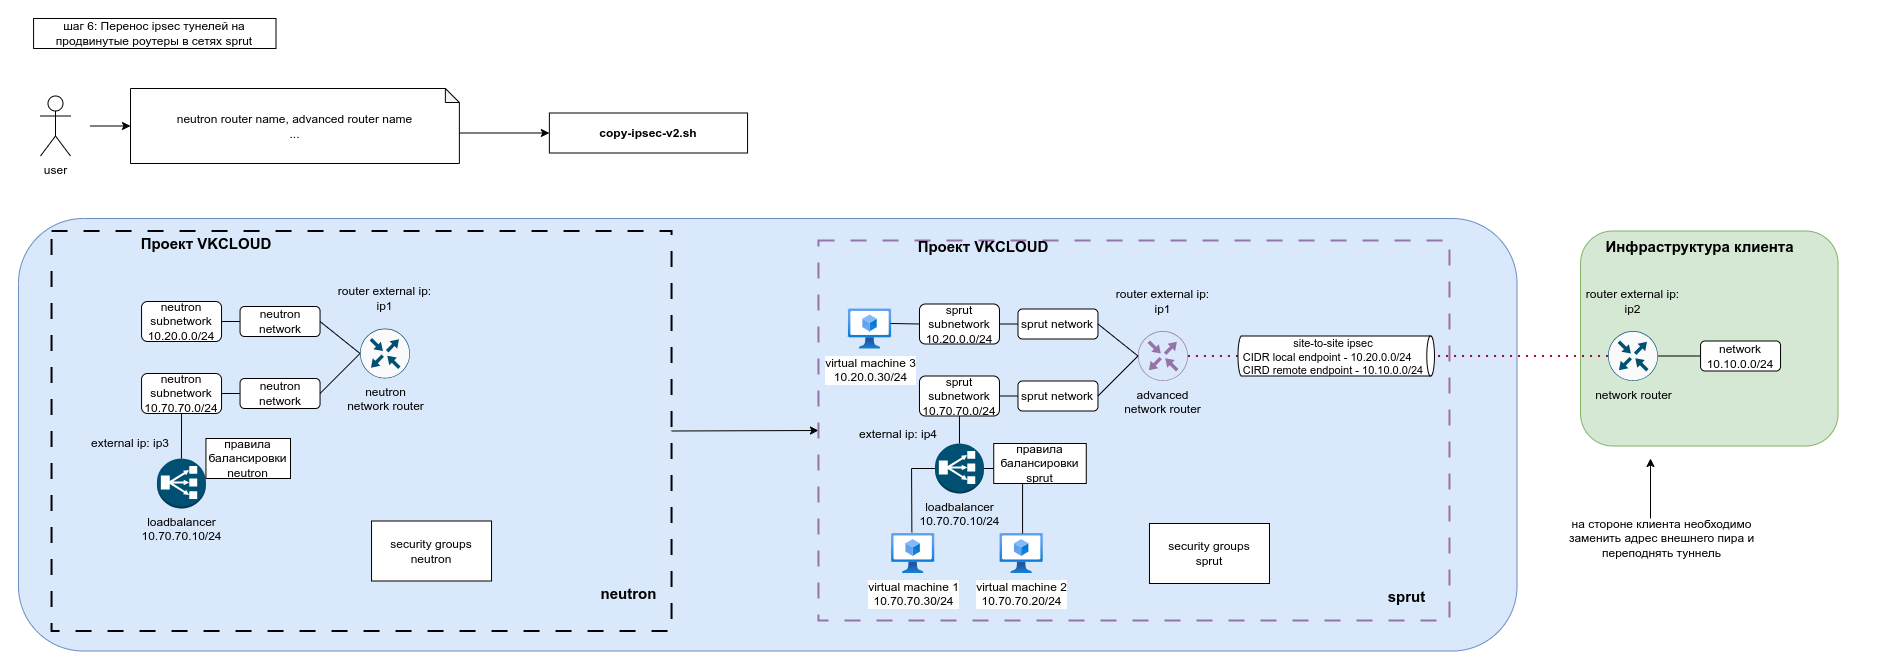 шаг 6: Перенос ipsec тунелей на
продвинутые роутеры в сетях sprut
user
neutron router name, advanced router name
...
copy-ipsec-v2.sh
Проект VKCLOUD
neutron
subnetwork
10.20.0.0/24
neutron
network
router external ip:
ip1
neutron
network router
neutron
subnetwork
10.70.70.0/24
neutron
network
external ip: ip3
правила
балансировки
neutron
loadbalancer
10.70.70.10/24
security groups
neutron
neutron
Проект VKCLOUD
virtual machine 3
10.20.0.30/24
sprut
subnetwork
10.20.0.0/24
sprut network
router external ip:
ip1
advanced
network router
sprut
subnetwork
10.70.70.0/24
sprut network
external ip: ip4
правила
балансировки
sprut
loadbalancer
10.70.70.10/24
virtual machine 1
10.70.70.30/24
virtual machine 2
10.70.70.20/24
security groups
sprut
sprut
site-to-site ipsec
CIDR local endpoint - 10.20.0.0/24
CIRD remote endpoint - 10.10.0.0/24
Инфраструктура клиента
router external ip:
ip2
network router
network
10.10.0.0/24
на стороне клиента необходимо
заменить адрес внешнего пира и
переподнять туннель